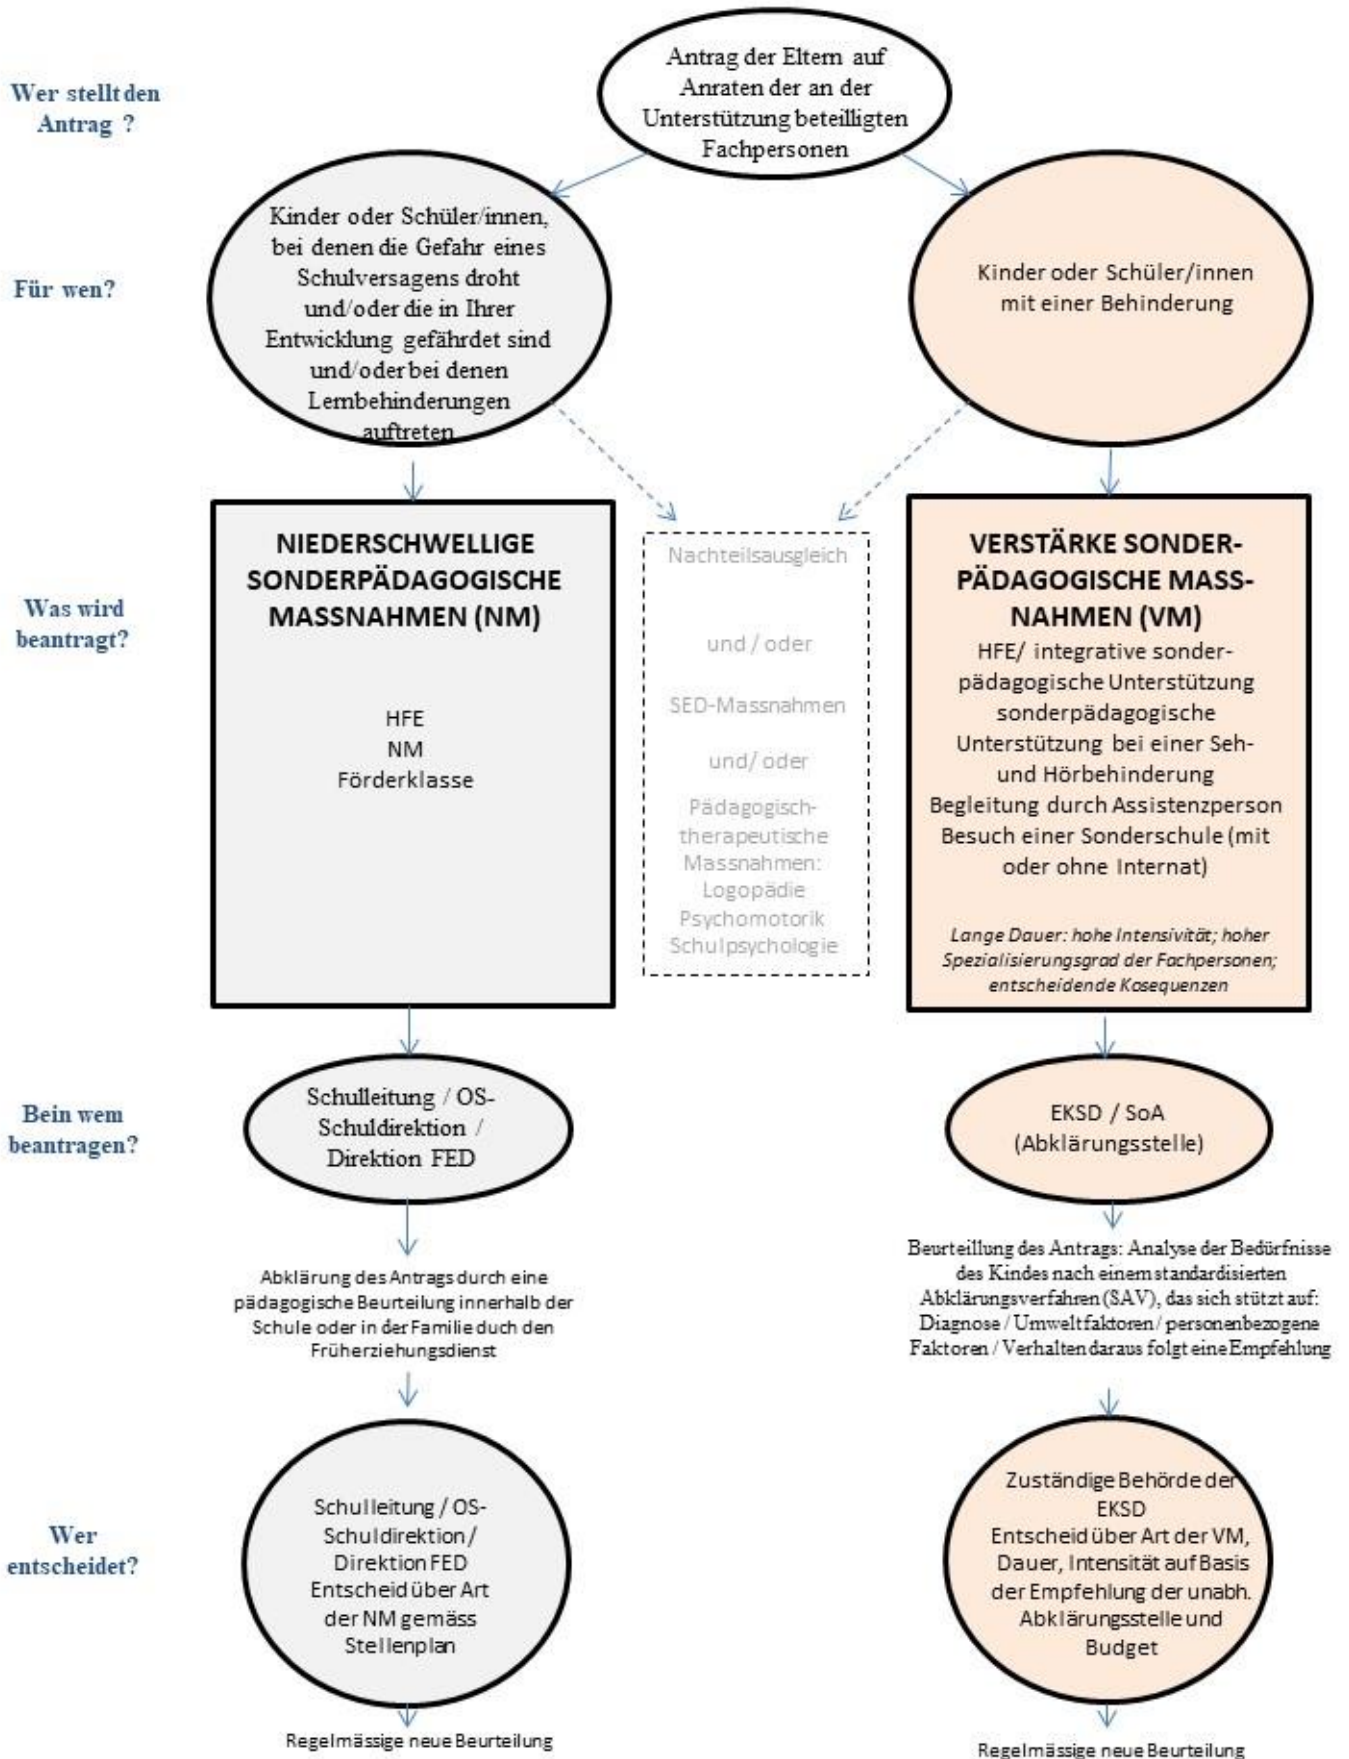 Wer stellt den
Antrag ?
Antrag der Eltern auf
Anraten der an der
Unterstützung beteilligten
Fachpersonen
Für wen?
Kinder oder Schüler/innen,
bei denen die Gefahr eines
Schulversagens droht
und/oder die in Ihrer
Entwicklung gefährdet sind
und/oder bei denen
Lernbehinderungen
auftreten
Kinder oder Schüler/innen
mit einer Behinderung
Was wird
beantragt?
NIEDERSCHWELLIGE
SONDERPÄDAGOGISCHE
MASSNAHMEN (NM)
HFE
NM
Förderklasse
Nachteilsausgleich
und / oder
SED-Massnahmen
und/ oder
Pädagogisch-
therapeutische
Massnahmen:
Logopädie
Psychomotorik
Schulpsychologie
VERSTÄRKE SONDER-
PÄDAGOGISCHE MASS-
NAHMEN (VM)
HFE/ integrative sonder-
pädagogische Unterstützung
sonderpädagogische
Unterstützung bei einer Seh-
und Hörbehinderung
Begleitung durch Assistenzperson
Besuch einer Sonderschule (mit
oder ohne Internat)
Lange Dauer: hohe Intensivität; hoher
Spezialisierungsgrad der Fachpersonen;
entscheidende Kosequenzen
Bein wem
beantragen?
Schulleitung / OS-
Schuldirektion /
Direktion FED
EKSD / SoA
(Abklärungsstelle)
Abklärung des Antrags durch eine
pädagogische Beurteilung innerhalb der
Schule oder in der Familie duch den
Früherziehungsdienst
Beurteillung des Antrags: Analyse der Bedürfnisse
des Kindes nach einem standardisierten
Abklärungsverfahren (SAV), das sich stützt auf:
Diagnose / Umweltfaktoren / personenbezogene
Faktoren / Verhalten daraus folgt eine Empfehlung
Wer
entscheidet?
Schulleitung / OS-
Schuldirektion/
Direktion FED
Entscheid über Art
der NM gemäss
Stellenplan
Zuständige Behörde der
EKSD
Entscheid über Art der VM,
Dauer, Intensität auf Basis
der Empfehlung der unabh.
Abklärungsstelle und
Budget
Regelmässige neue Beurteilung
Regelmässige neue Beurteilung